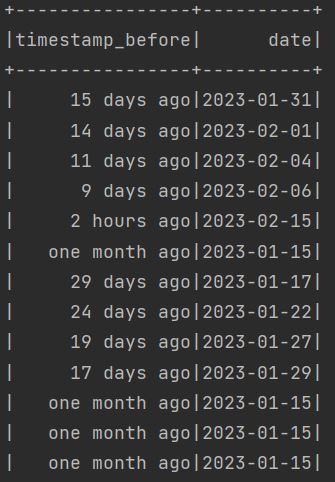 +----------------+----------+
|timestamp_before|      date|
+----------------+----------+
|     15 days ago|2023-01-31|
|     14 days ago|2023-02-01|
|     11 days ago|2023-02-04|
|      9 days ago|2023-02-06|
|     2 hours ago|2023-02-15|
|   one month ago|2023-01-15|
|     29 days ago|2023-01-17|
|     24 days ago|2023-01-22|
|     19 days ago|2023-01-27|
|     17 days ago|2023-01-29|
|   one month ago|2023-01-15|
|   one month ago|2023-01-15|
|   one month ago|2023-01-15|